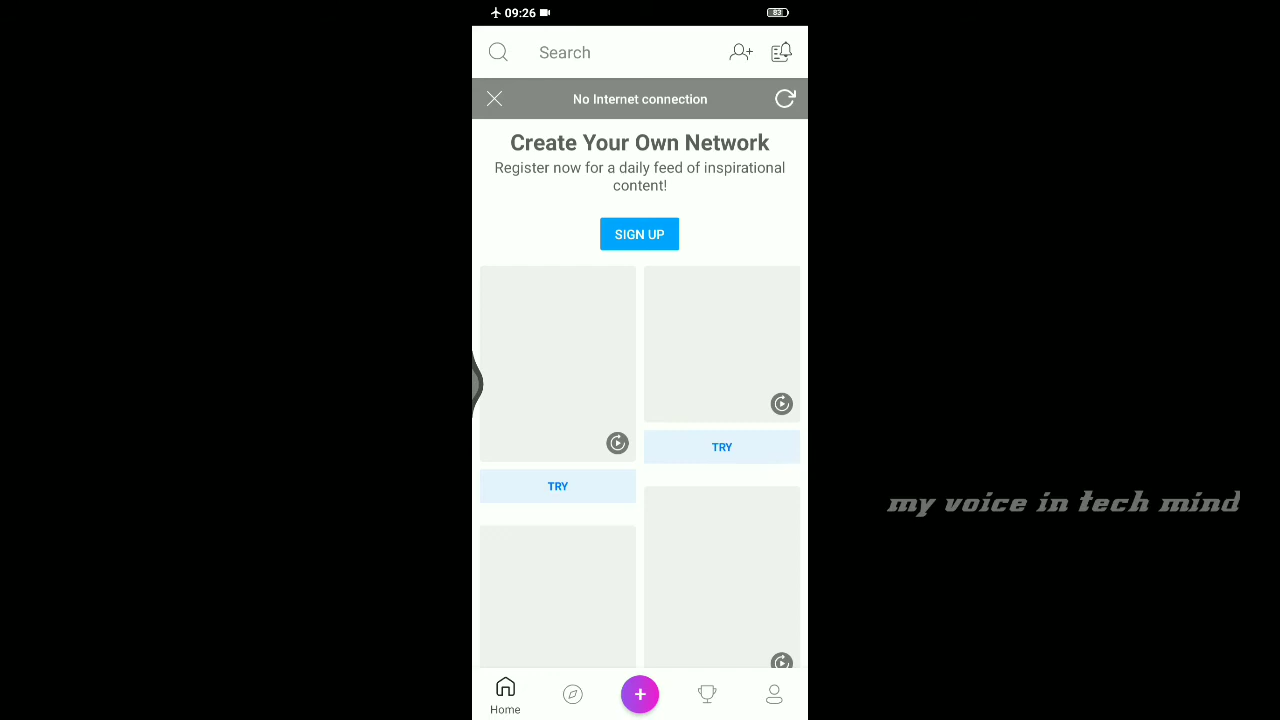 09:26
83
Search
No Internet connection
Create Your Own Network
Register now for a daily feed of inspirational
content!
SIGN UP
TRY
TRY
my voice in tech mind
Home